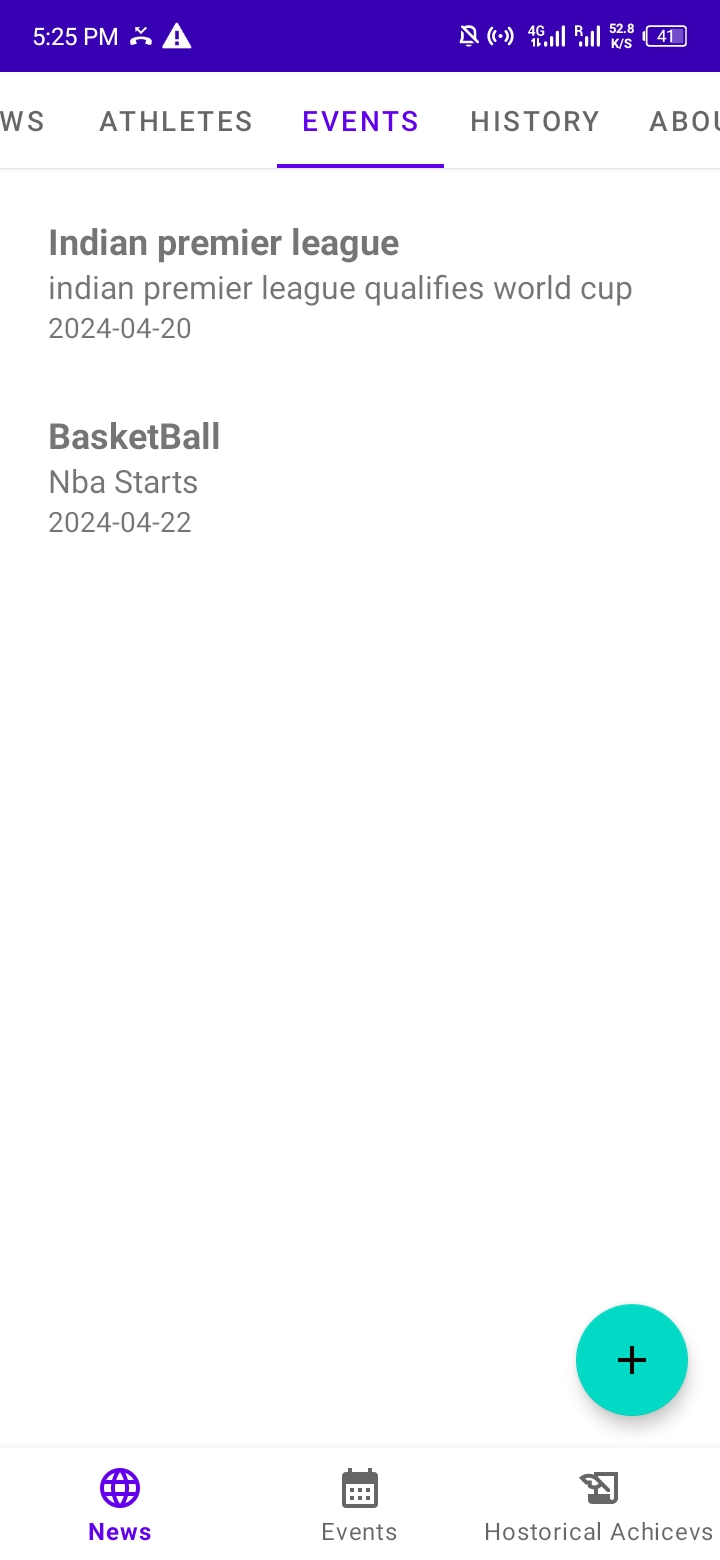 5:25 PM 4G R 52.8 K/S 41
WS ATHLETES EVENTS HISTORY ABOU
Indian premier league
indian premier league qualifies world cup
2024-04-20
BasketBall
Nba Starts
2024-04-22
+
News Events Hostorical Achicevs